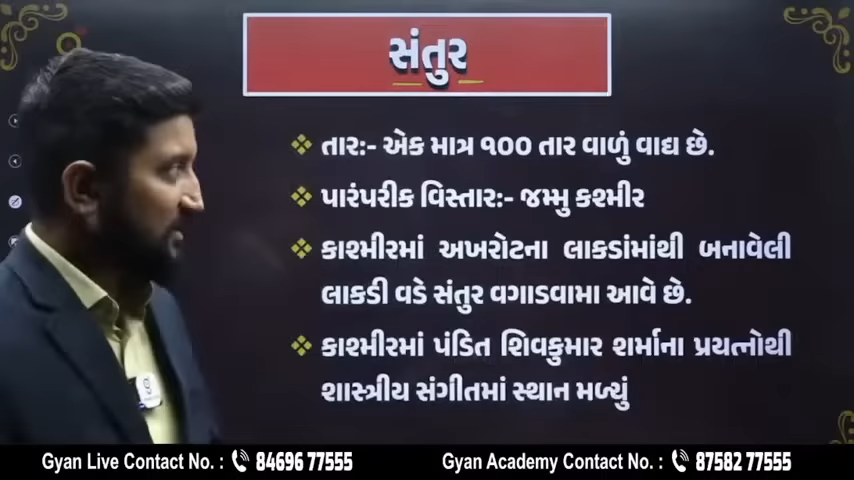 સંતુર
તાર:- એક માત્ર ૧૦૦ તાર વાળું વાદ્ય છે.
પારંપરીક વિસ્તાર:- જમ્મુ કશ્મીર
કાશ્મીરમાં અખરોટના લાકડાંમાંથી બનાવેલી
લાકડી વડે સંતુર વગાડવામા આવે છે.
કાશ્મીરમાં પંડિત શિવકુમાર શર્માના પ્રયત્નોથી
શાસ્ત્રીય સંગીતમાં સ્થાન મળ્યું
Gyan Live Contact No. : 84696 77555 Gyan Academy Contact No. : 87582 77555